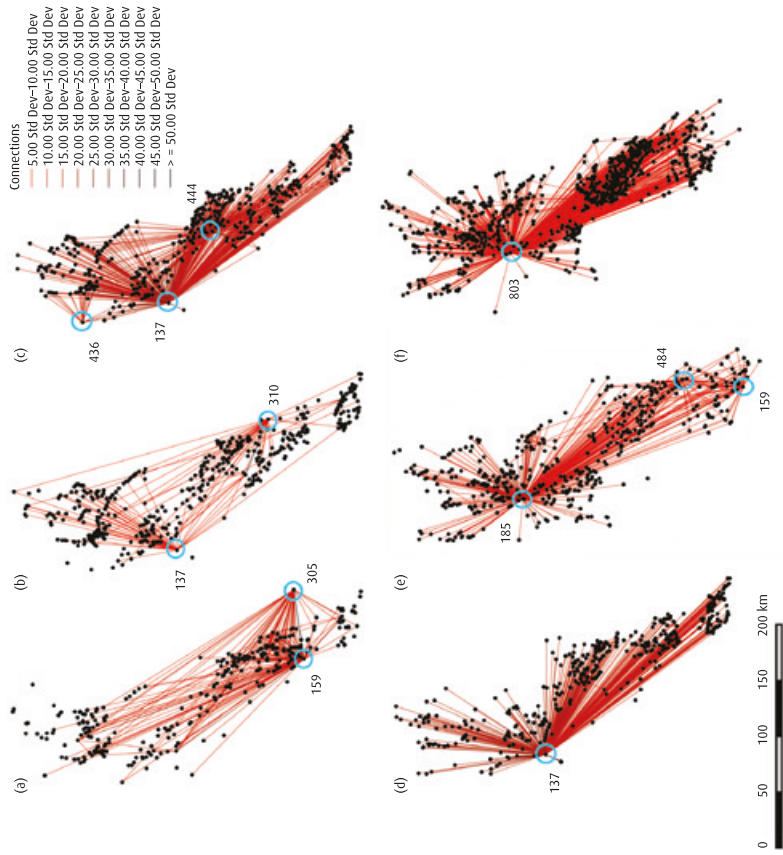 Connections
5.00 Std Dev–10.00 Std Dev
10.00 Std Dev–15.00 Std Dev
15.00 Std Dev–20.00 Std Dev
20.00 Std Dev–25.00 Std Dev
25.00 Std Dev–30.00 Std Dev
30.00 Std Dev–35.00 Std Dev
35.00 Std Dev–40.00 Std Dev
40.00 Std Dev–45.00 Std Dev
45.00 Std Dev–50.00 Std Dev
> = 50.00 Std Dev
(a)
159
305
(b)
137
310
(c)
436
137
444
(d)
137
(e)
185
484
159
(f)
803
0 50 100 150 200 km